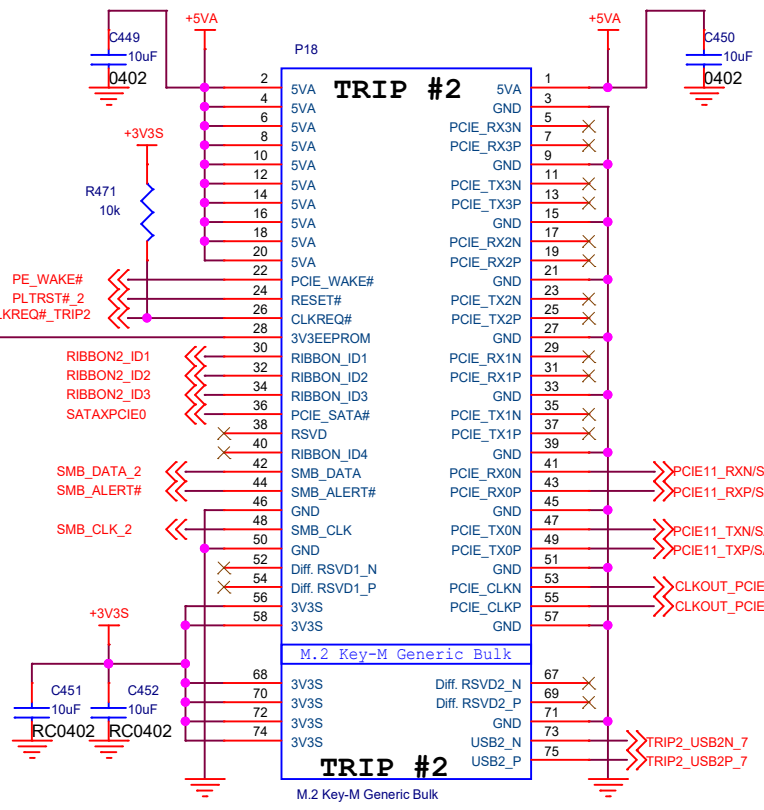 +5VA
+5VA
C449
10uF
0402
P18
C450
10uF
0402
TRIP #2
2 5VA 5VA 1
4 5VA GND 3
6 5VA PCIE_RX3N 5
8 5VA PCIE_RX3P 7
10 5VA GND 9
12 5VA PCIE_TX3N 11
14 5VA PCIE_TX3P 13
16 5VA GND 15
18 5VA PCIE_RX2N 17
20 5VA PCIE_RX2P 19
+3V3S
R471
10k
PE_WAKE# 22 PCIE_WAKE# GND 21
PLTRST#_2 24 RESET# PCIE_TX2N 23
LKREQ#_TRIP2 26 CLKREQ# PCIE_TX2P 25
28 3V3EEPROM GND 27
RIBBON2_ID1 30 RIBBON_ID1 PCIE_RX1N 29
RIBBON2_ID2 32 RIBBON_ID2 PCIE_RX1P 31
RIBBON2_ID3 34 RIBBON_ID3 GND 33
SATAXPCIE0 36 PCIE_SATA# PCIE_TX1N 35
38 RSVD PCIE_TX1P 37
40 RIBBON_ID4 GND 39
SMB_DATA_2 42 SMB_DATA PCIE_RX0N 41 PCIE11_RXN/S
SMB_ALERT# 44 SMB_ALERT# PCIE_RX0P 43 PCIE11_RXP/S
46 GND GND 45
SMB_CLK_2 48 SMB_CLK PCIE_TX0N 47 PCIE11_TXN/S
50 GND PCIE_TX0P 49 PCIE11_TXP/S
52 Diff. RSVD1_N GND 51
54 Diff. RSVD1_P PCIE_CLKN 53 CLKOUT_PCIE
56 3V3S PCIE_CLKP 55 CLKOUT_PCIE
58 3V3S GND 57
+3V3S
M.2 Key-M Generic Bulk
68 3V3S Diff. RSVD2_N 67
70 3V3S Diff. RSVD2_P 69
72 3V3S GND 71
74 3V3S USB2_N 73 TRIP2_USB2N_7
USB2_P 75 TRIP2_USB2P_7
C451
10uF
RC0402
C452
10uF
RC0402
TRIP #2
M.2 Key-M Generic Bulk